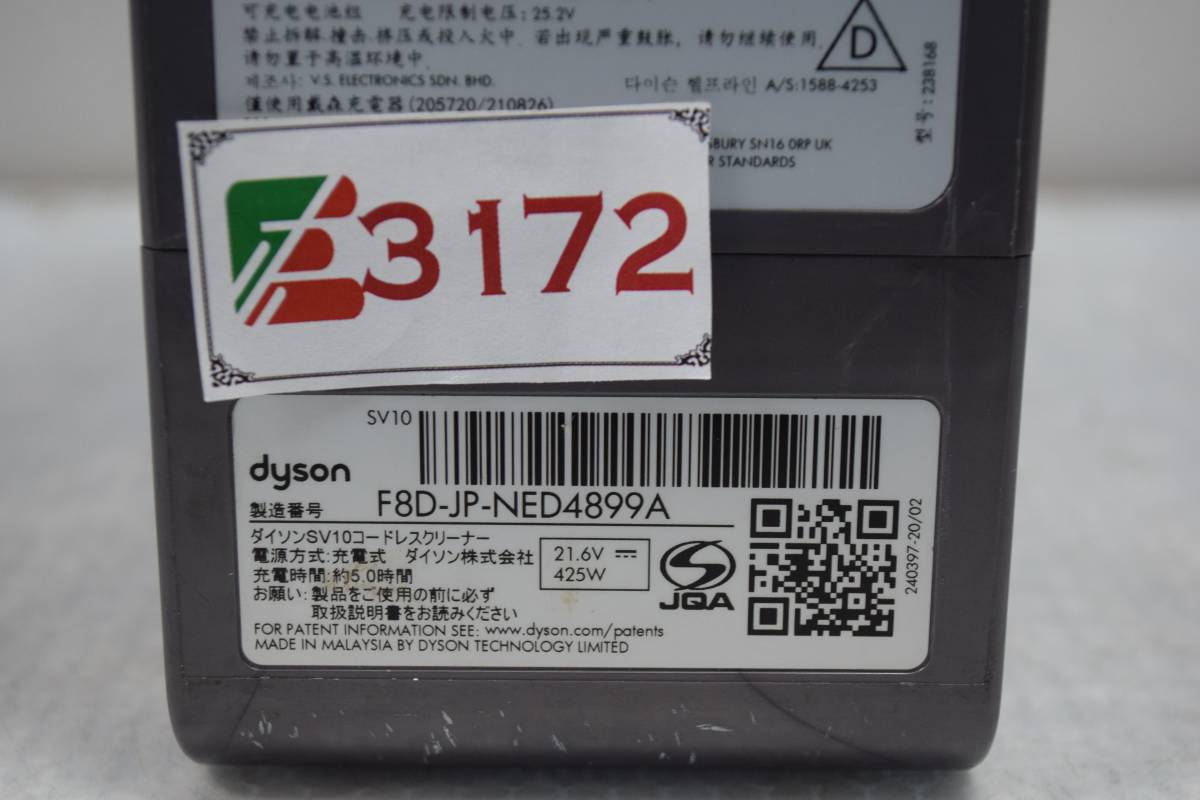 可充电电池组 充电限制电压: 25.2V
禁止拆解、撞击、挤压或投入火中。若出现严重鼓胀，请勿继续使用。
请勿置于高温环境中。
制造商: V.S. ELECTRONICS SDN. BHD.
다이슨 헬프라인 A/S:1588-4253
僅使用戴森充電器(205720/210826)
D
型号: 238168
SN16 0RP UK
STANDARDS
3172
SV10
dyson
製造番号 F8D-JP-NED4899A
ダイソンSV10コードレスクリーナー
電源方式:充電式 ダイソン株式会社
充電時間:約5.0時間
お願い:製品をご使用の前に必ず
取扱説明書をお読みください
21.6V ⎓
425W
JQA
FOR PATENT INFORMATION SEE: www.dyson.com/patents
MADE IN MALAYSIA BY DYSON TECHNOLOGY LIMITED
240397-20/02